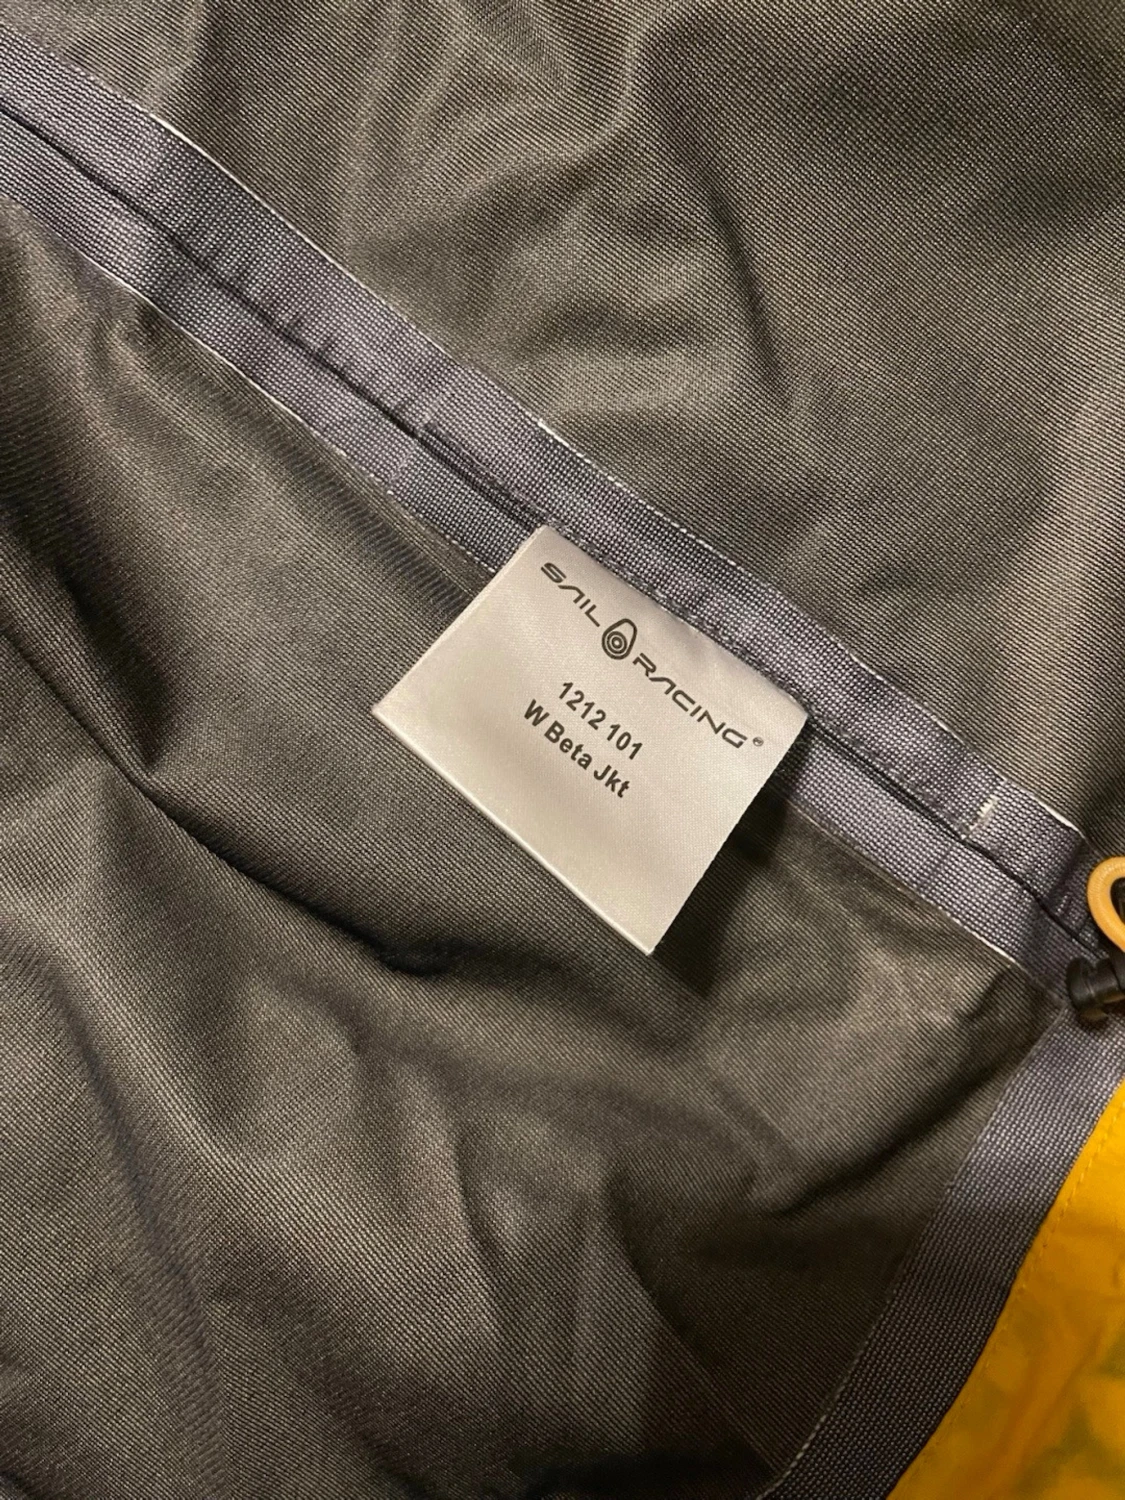 SAIL RACING®
1212 101
W Beta Jkt